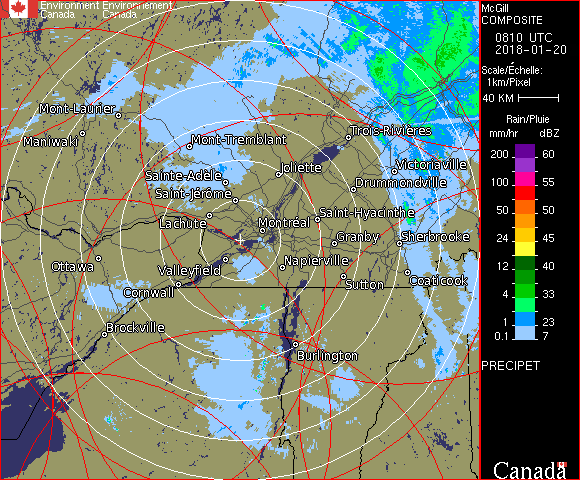 Environment Environnement
Canada Canada
Mont-Laurier
Maniwaki
Mont-Tremblant
Trois-Rivières
Sainte-Adèle
Joliette
Victoriaville
Saint-Jérôme
Drummondville
Lachute
Montréal
Saint-Hyacinthe
Granby
Sherbrooke
Ottawa
Valleyfield
Napierville
Cornwall
Sutton
Coaticook
Brockville
Burlington
McGill
COMPOSITE
0810 UTC
2018-01-20
Scale/Échelle:
1km/Pixel
40 KM
Rain/Pluie
mm/hr dBZ
200 60
100 55
50 50
24 45
12 40
4 33
1 23
0.1 7
PRECIPET
Canada